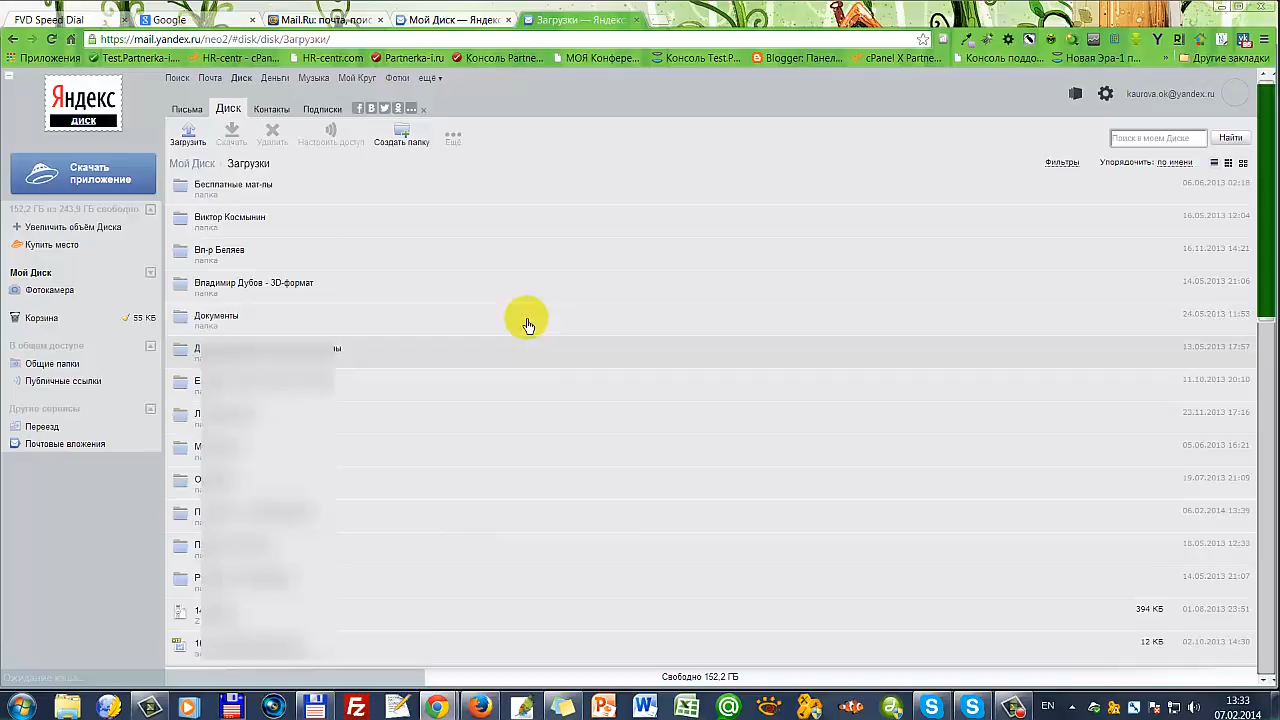 FVD Speed Dial
Google
Mail.Ru: почта, поис
Мой Диск — Яндекс
Загрузки — Яндекс
https://mail.yandex.ru/neo2/#disk/disk/Загрузки/
Приложения
Test.Partnerka-i.ru
HR-centr - cPanel
HR-centr.com
Partnerka-i.ru
Консоль Partne...
МОЯ Конфере...
Консоль Test.P...
Blogger: Панел...
cPanel X Partne...
Консоль поддо...
Новая Эра-1 п...
»
Другие закладки
Поиск Почта Диск Деньги Музыка Мой Круг Фотки ещё
Яндекс
диск
Письма Диск Контакты Подписки
kaurova.ok@yandex.ru
Загрузить Скачать Удалить Настроить доступ Создать папку Ещё
Поиск в моем Диске Найти
Мой Диск Загрузки
Фильтры Упорядочить: по имени
Скачать
приложение
152,2 ГБ из 243.9 ГБ свободно
Увеличить объём Диска
Купить место
Мой Диск
Фотокамера
Корзина 55 КБ
В общем доступе
Общие папки
Публичные ссылки
Другие сервисы
Переезд
Почтовые вложения
Бесплатные мат-лы 06.06.2013 02:18
папка
Виктор Космынин 16.05.2013 12:04
папка
Вл-р Беляев 16.11.2013 14:21
папка
Владимир Дубов - 3D-формат 14.05.2013 21:06
папка
Документы 24.05.2013 11:53
папка
13.05.2013 17:57
11.10.2013 20:10
23.11.2013 17:16
05.06.2013 16:21
19.07.2013 21:09
06.02.2014 13:39
18.05.2013 12:33
14.05.2013 21:07
394 КБ 01.08.2013 23:51
12 КБ 02.10.2013 14:30
Ожидание кэша...
Свободно 152,2 ГБ
EN
13:33
07.02.2014